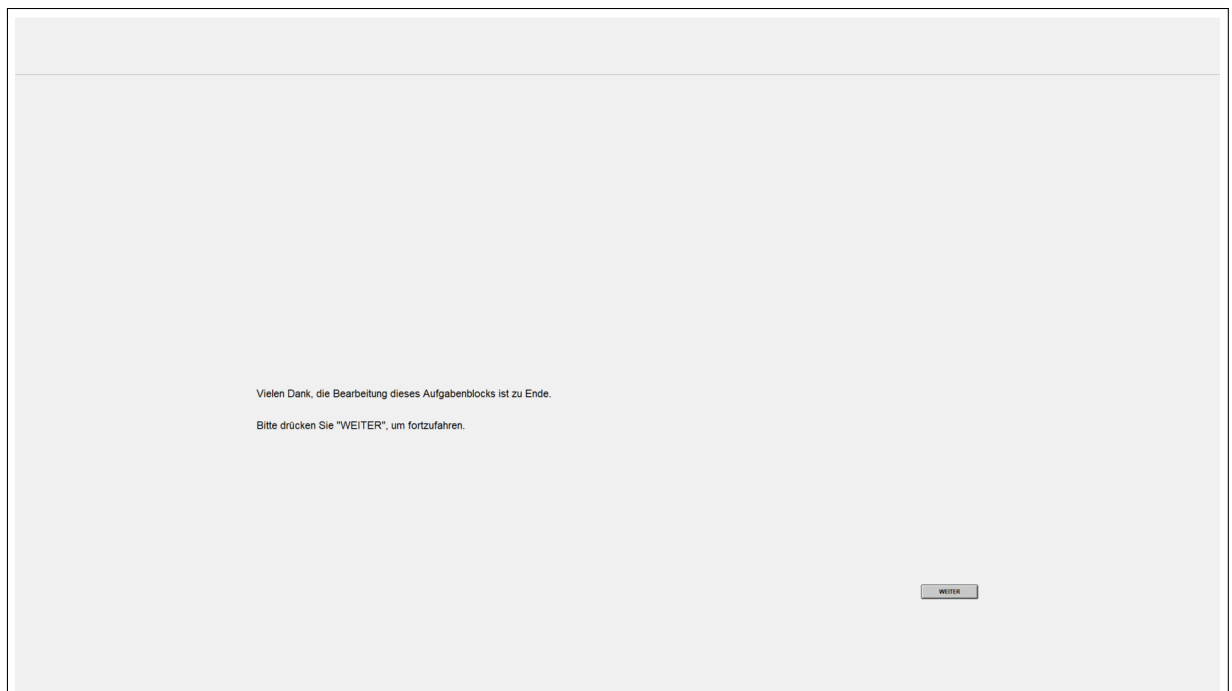 Vielen Dank, die Bearbeitung dieses Aufgabenblocks ist zu Ende.
Bitte drücken Sie "WEITER", um fortzufahren.
WEITER